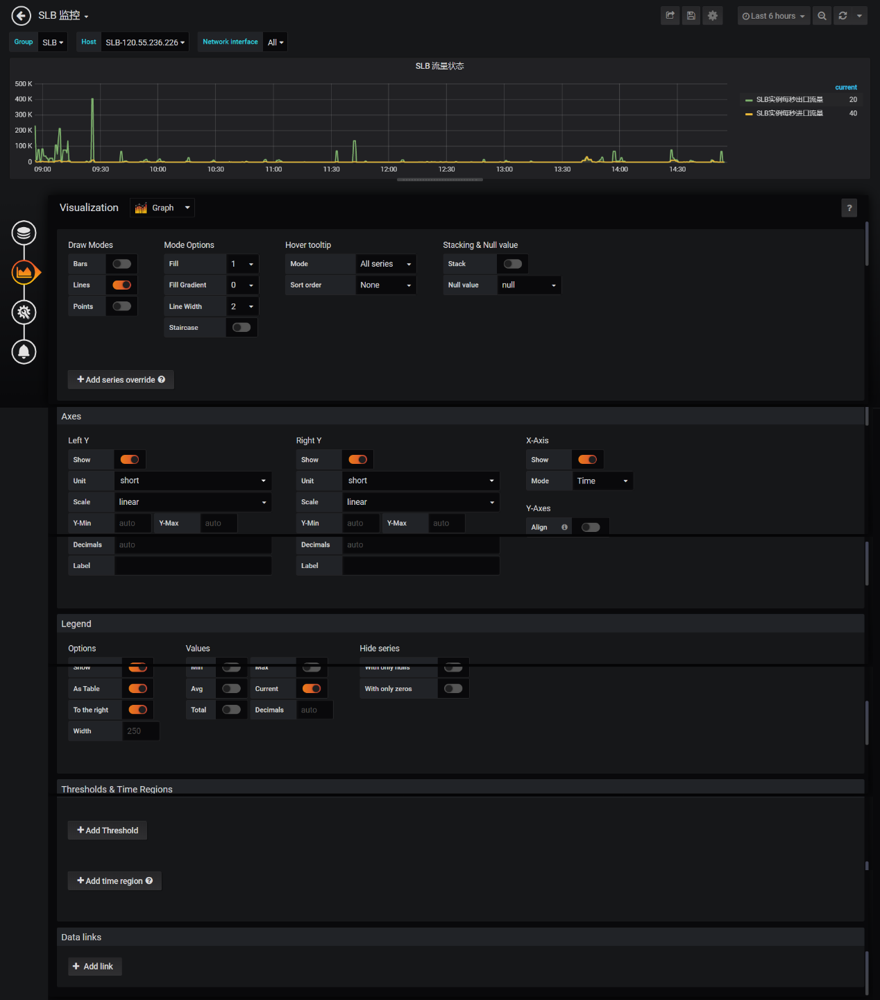 SLB 监控
Last 6 hours
Group SLB Host SLB-120.55.236.226 Network interface All
SLB 流量状态
500 K
400 K
300 K
200 K
100 K
0
09:00 09:30 10:00 10:30 11:00 11:30 12:00 12:30 13:00 13:30 14:00 14:30
current
SLB实例每秒出口流量 20
SLB实例每秒进口流量 40
Visualization Graph ?
Draw Modes Mode Options Hover tooltip Stacking & Null value
Bars Fill 1 Mode All series Stack
Lines Fill Gradient 0 Sort order None Null value null
Points Line Width 2
Staircase
Add series override
Axes
Left Y Right Y X-Axis
Show Show Show
Unit short Unit short Mode Time
Scale linear Scale linear
Y-Axes
Y-Min auto Y-Max auto Y-Min auto Y-Max auto Align
Decimals auto Decimals auto
Label Label
Legend
Options Values Hide series
Show Min Max With only nulls
As Table Avg Current With only zeros
To the right Total Decimals auto
Width 250
Thresholds & Time Regions
Add Threshold
Add time region
Data links
Add link